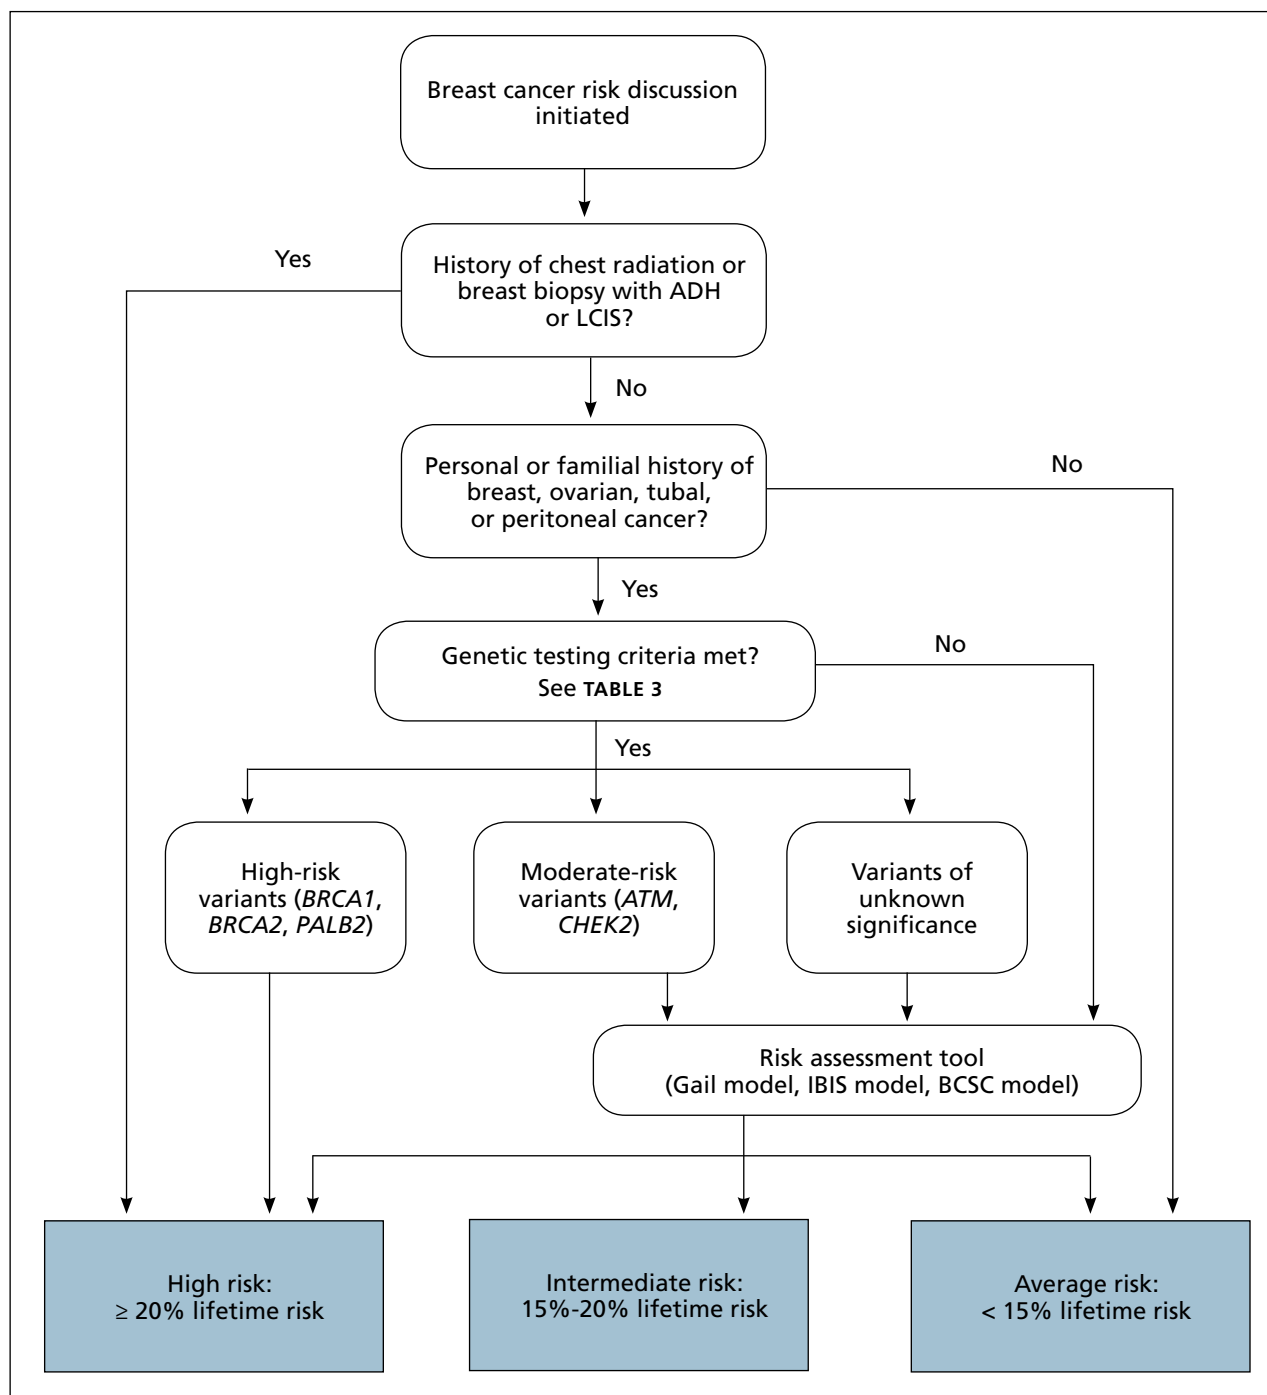 Breast cancer risk discussion
initiated
Yes
History of chest radiation or
breast biopsy with ADH
or LCIS?
No
Personal or familial history of
breast, ovarian, tubal,
or peritoneal cancer?
No
Yes
Genetic testing criteria met?
See TABLE 3
No
Yes
High-risk
variants (BRCA1,
BRCA2, PALB2)
Moderate-risk
variants (ATM,
CHEK2)
Variants of
unknown
significance
Risk assessment tool
(Gail model, IBIS model, BCSC model)
High risk:
≥ 20% lifetime risk
Intermediate risk:
15%-20% lifetime risk
Average risk:
< 15% lifetime risk